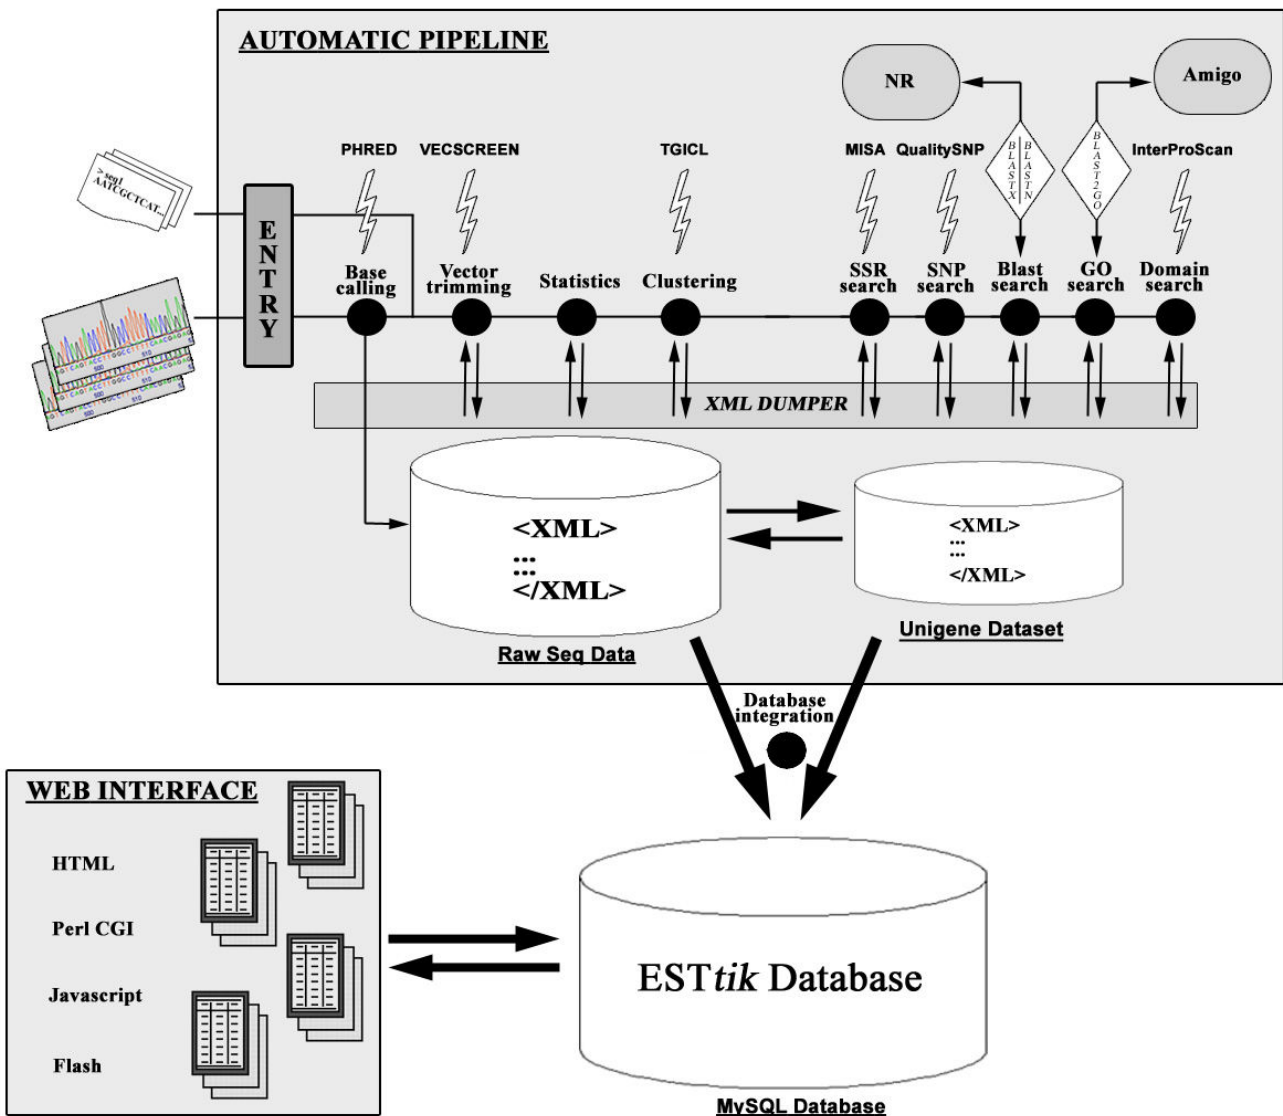 AUTOMATIC PIPELINE
NR
Amigo
PHRED
VECSCREEN
TGICL
MISA
QualitySNP
BLASTX
BLASTN
BLAST2GO
InterProScan
> seq1
AATCGCTCAT...
ENTRY
Base
calling
Vector
trimming
Statistics
Clustering
SSR
search
SNP
search
Blast
search
GO
search
Domain
search
XML DUMPER
<XML>
...
...
</XML>
Raw Seq Data
<XML>
...
...
</XML>
Unigene Dataset
Database
integration
WEB INTERFACE
HTML
Perl CGI
Javascript
Flash
ESTtik Database
MySQL Database